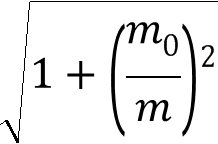 √(1 + (m₀/m)²)